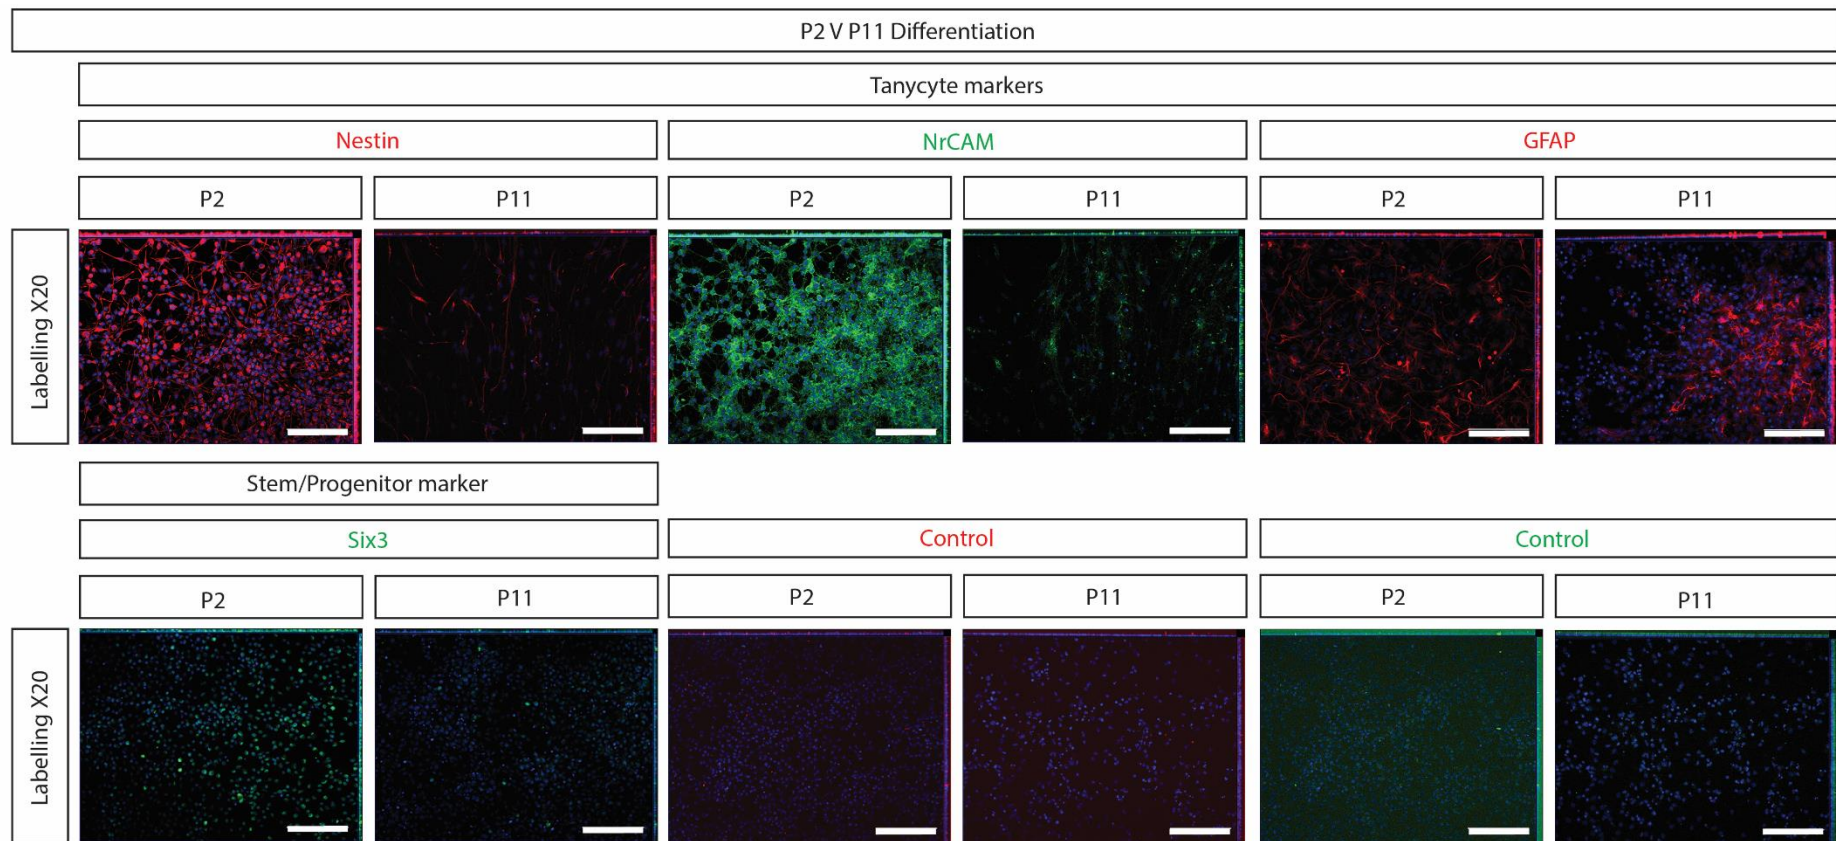 P2 V P11 Differentiation
Tanycyte markers
Nestin
NrCAM
GFAP
P2
P11
P2
P11
P2
P11
Labelling X20
Stem/Progenitor marker
Six3
Control
Control
P2
P11
P2
P11
P2
P11
Labelling X20